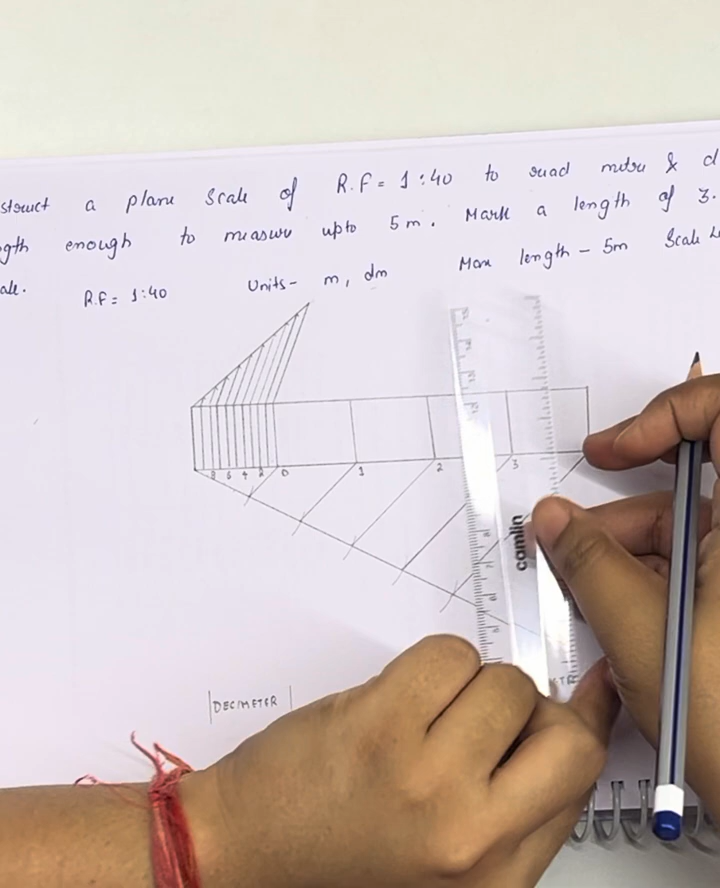 struct a plane Scale of R.F = 1:40 to read metre & d
gth enough to measure upto 5m. Mark a length of 3.
ale. R.F = 1:40 Units- m, dm Max length - 5m Scale
8 6 4 2 0 1 2 3
camlin
DECIMETER